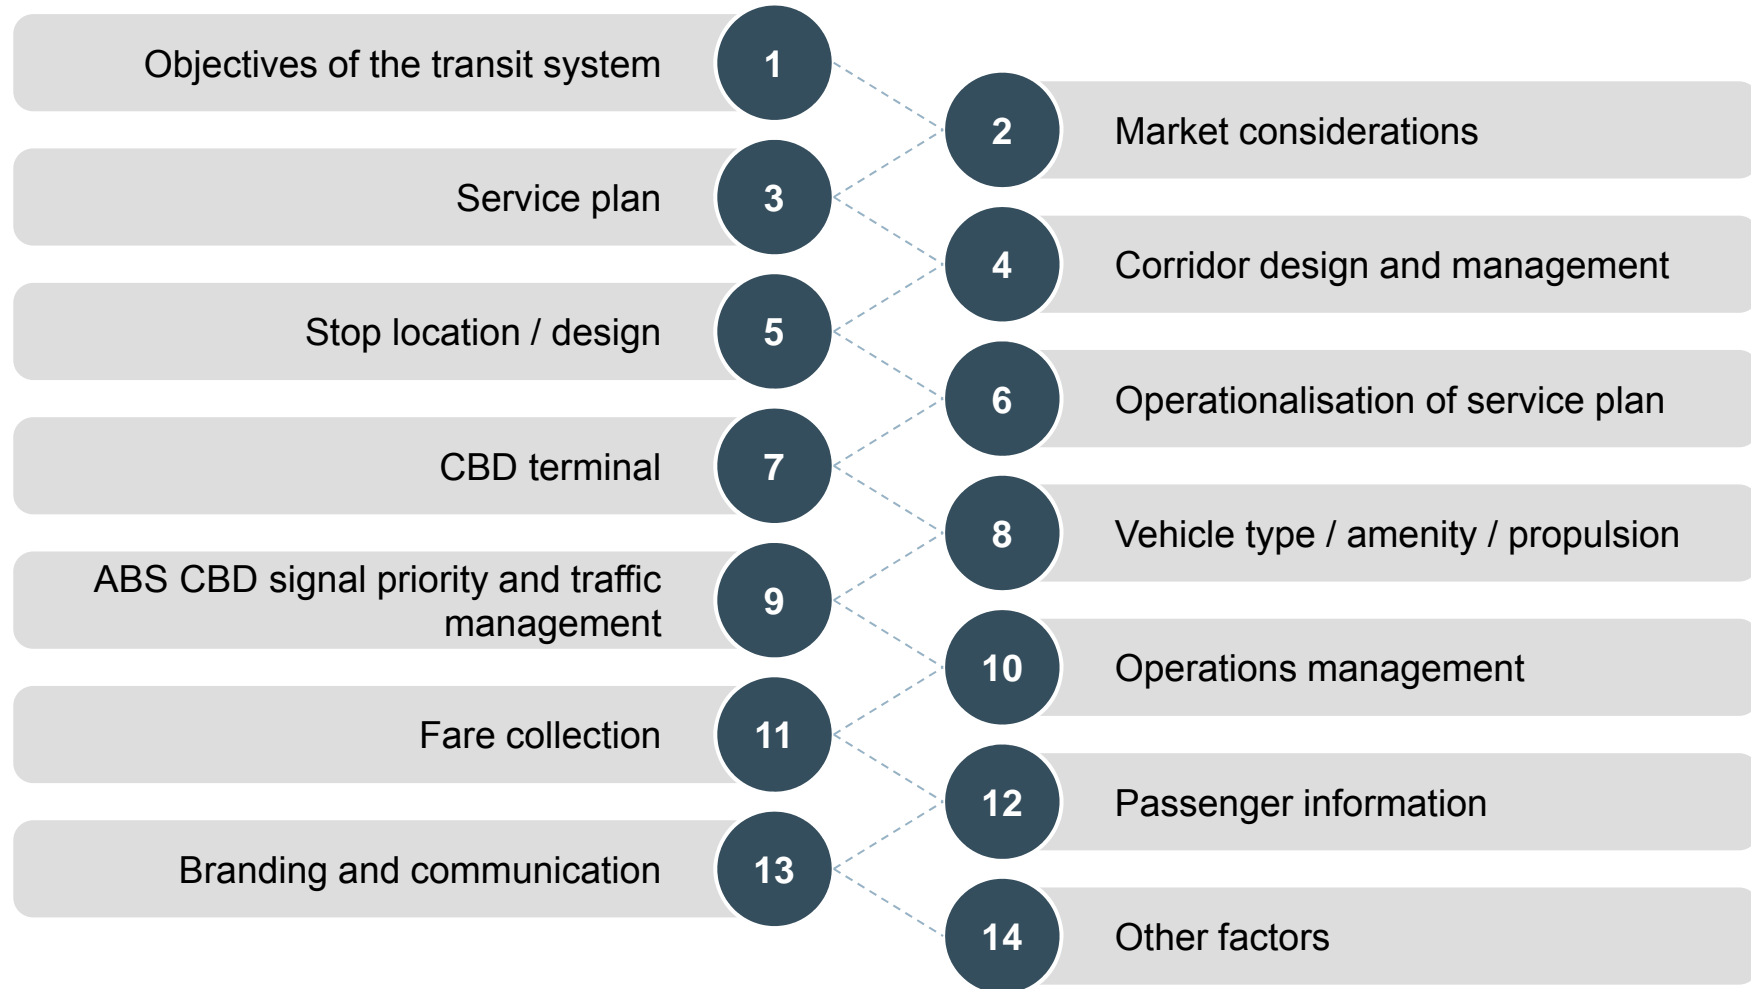 Objectives of the transit system
1
2
Market considerations
Service plan
3
4
Corridor design and management
Stop location / design
5
6
Operationalisation of service plan
CBD terminal
7
8
Vehicle type / amenity / propulsion
ABS CBD signal priority and traffic
management
9
10
Operations management
Fare collection
11
12
Passenger information
Branding and communication
13
14
Other factors